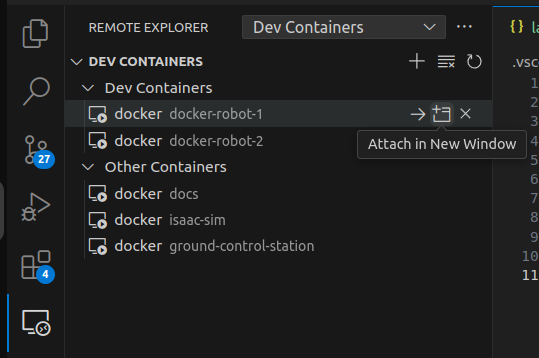 REMOTE EXPLORER Dev Containers
DEV CONTAINERS
Dev Containers
docker docker-robot-1
docker docker-robot-2
Attach in New Window
Other Containers
docker docs
docker isaac-sim
docker ground-control-station
27
4
{} la
.vsc
1
2
3
4
5
6
7
8
9
10
11